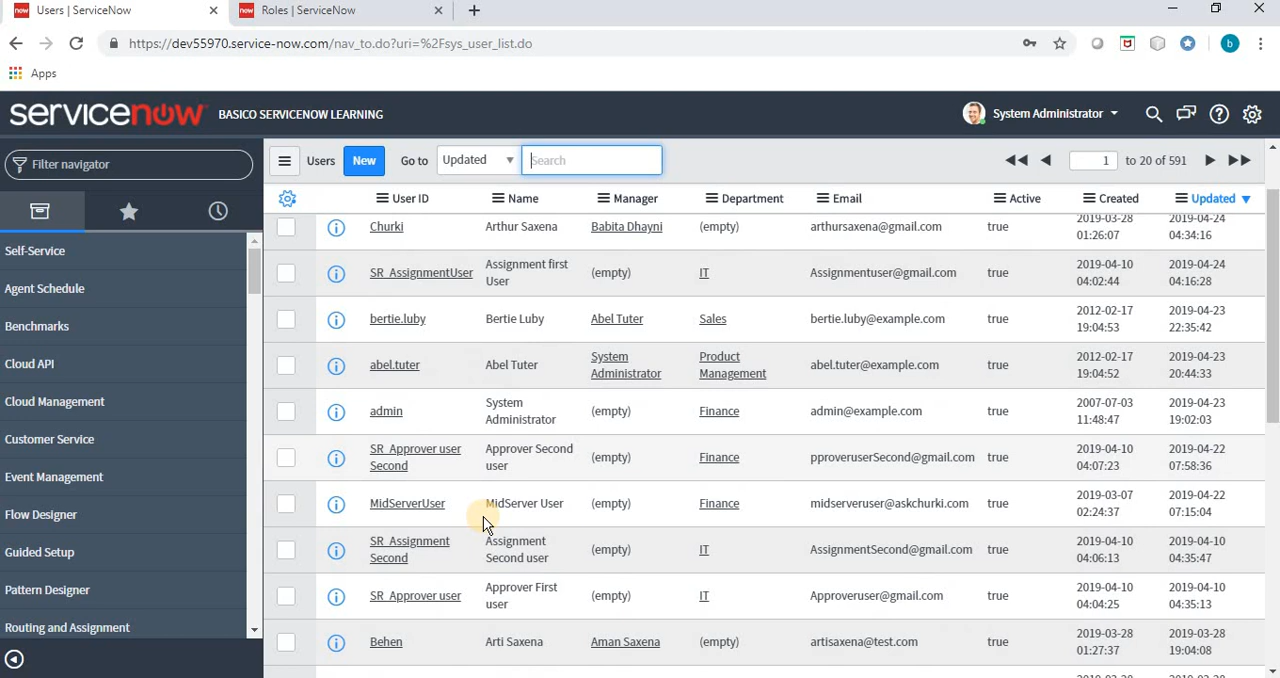 Users | ServiceNow
Roles | ServiceNow
https://dev55970.service-now.com/nav_to.do?uri=%2Fsys_user_list.do
b
Apps
servicenow BASICO SERVICENOW LEARNING
System Administrator
Filter navigator
Self-Service
Agent Schedule
Benchmarks
Cloud API
Cloud Management
Customer Service
Event Management
Flow Designer
Guided Setup
Pattern Designer
Routing and Assignment
Users New Go to Updated Search 1 to 20 of 591
User ID Name Manager Department Email Active Created Updated
Churki Arthur Saxena Babita Dhayni (empty) arthursaxena@gmail.com true 2019-03-28 01:26:07 2019-04-24 04:34:16
SR_AssignmentUser Assignment first User (empty) IT Assignmentuser@gmail.com true 2019-04-10 04:02:44 2019-04-24 04:16:28
bertie.luby Bertie Luby Abel Tuter Sales bertie.luby@example.com true 2012-02-17 19:04:53 2019-04-23 22:35:42
abel.tuter Abel Tuter System Administrator Product Management abel.tuter@example.com true 2012-02-17 19:04:52 2019-04-23 20:44:33
admin System Administrator (empty) Finance admin@example.com true 2007-07-03 11:48:47 2019-04-23 19:02:03
SR_Approver user Second Approver Second user (empty) Finance pproveruserSecond@gmail.com true 2019-04-10 04:07:23 2019-04-22 07:58:36
MidServerUser MidServer User (empty) Finance midserveruser@askchurki.com true 2019-03-07 02:24:37 2019-04-22 07:15:04
SR_Assignment Second Assignment Second user (empty) IT AssignmentSecond@gmail.com true 2019-04-10 04:06:13 2019-04-10 04:35:47
SR_Approver user Approver First user (empty) IT Approveruser@gmail.com true 2019-04-10 04:04:25 2019-04-10 04:35:13
Behen Arti Saxena Aman Saxena (empty) artisaxena@test.com true 2019-03-28 01:27:37 2019-03-28 19:04:08